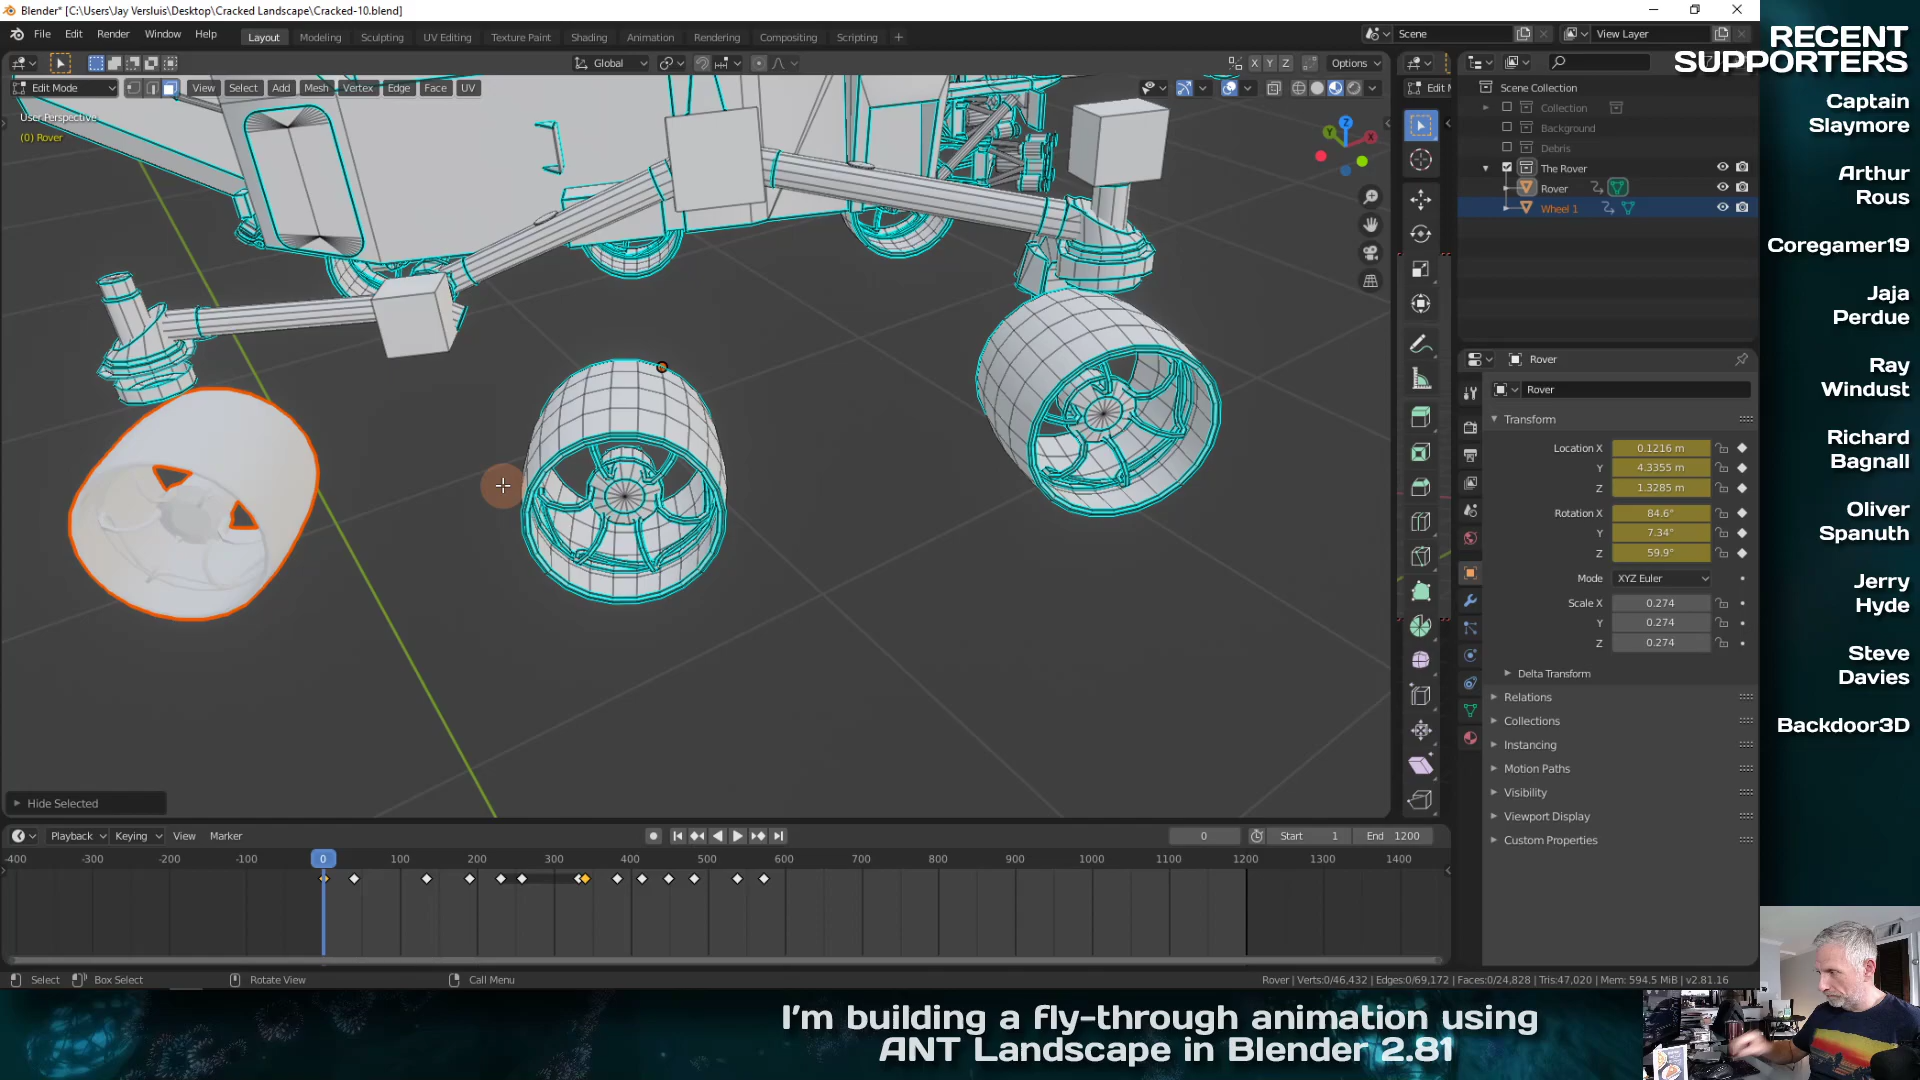 Blender* [C:\Users\Jay Versluis\Desktop\Cracked Landscape\Cracked-10.blend]
File Edit Render Window Help
Layout Modeling Sculpting UV Editing Texture Paint Shading Animation Rendering Compositing Scripting +
Scene
View Layer
Global
X Y Z
Options
Edit Mode
View Select Add Mesh Vertex Edge Face UV
User Perspective
(0) Rover
Z
Y
X
Edit M
Scene Collection
Collection
Background
Debris
The Rover
Rover
Wheel 1
Rover
Rover
Transform
Location X 0.1216 m
Y 4.3355 m
Z 1.3285 m
Rotation X 84.6°
Y 7.34°
Z 59.9°
Mode XYZ Euler
Scale X 0.274
Y 0.274
Z 0.274
Delta Transform
Relations
Collections
Instancing
Motion Paths
Visibility
Viewport Display
Custom Properties
Hide Selected
Playback Keying View Marker
0
Start 1
End 1200
-400 -300 -200 -100 0 100 200 300 400 500 600 700 800 900 1000 1100 1200 1300 1400
Select Box Select Rotate View Call Menu
Rover | Verts:0/46,432 | Edges:0/69,172 | Faces:0/24,828 | Tris:47,020 | Mem: 594.5 MiB | v2.81.16
RECENT
SUPPORTERS
Captain
Slaymore
Arthur
Rous
Coregamer19
Jaja
Perdue
Ray
Windust
Richard
Bagnall
Oliver
Spanuth
Jerry
Hyde
Steve
Davies
Backdoor3D
I'm building a fly-through animation using
ANT Landscape in Blender 2.81